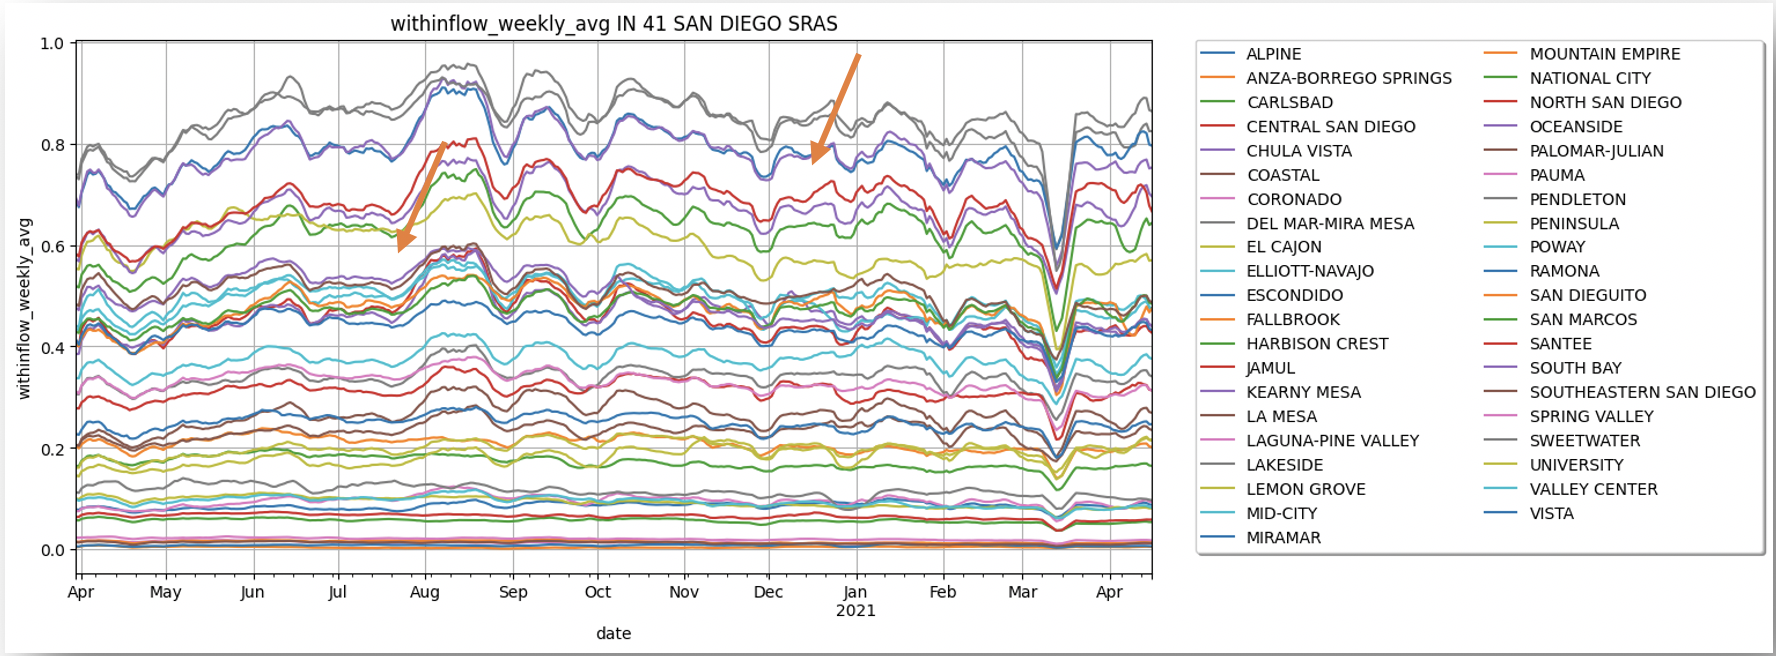 withinflow_weekly_avg IN 41 SAN DIEGO SRAS
withinflow_weekly_avg
1.0
0.8
0.6
0.4
0.2
0.0
Apr May Jun Jul Aug Sep Oct Nov Dec Jan Feb Mar Apr
2021
date
ALPINE
ANZA-BORREGO SPRINGS
CARLSBAD
CENTRAL SAN DIEGO
CHULA VISTA
COASTAL
CORONADO
DEL MAR-MIRA MESA
EL CAJON
ELLIOTT-NAVAJO
ESCONDIDO
FALLBROOK
HARBISON CREST
JAMUL
KEARNY MESA
LA MESA
LAGUNA-PINE VALLEY
LAKESIDE
LEMON GROVE
MID-CITY
MIRAMAR
MOUNTAIN EMPIRE
NATIONAL CITY
NORTH SAN DIEGO
OCEANSIDE
PALOMAR-JULIAN
PAUMA
PENDLETON
PENINSULA
POWAY
RAMONA
SAN DIEGUITO
SAN MARCOS
SANTEE
SOUTH BAY
SOUTHEASTERN SAN DIEGO
SPRING VALLEY
SWEETWATER
UNIVERSITY
VALLEY CENTER
VISTA